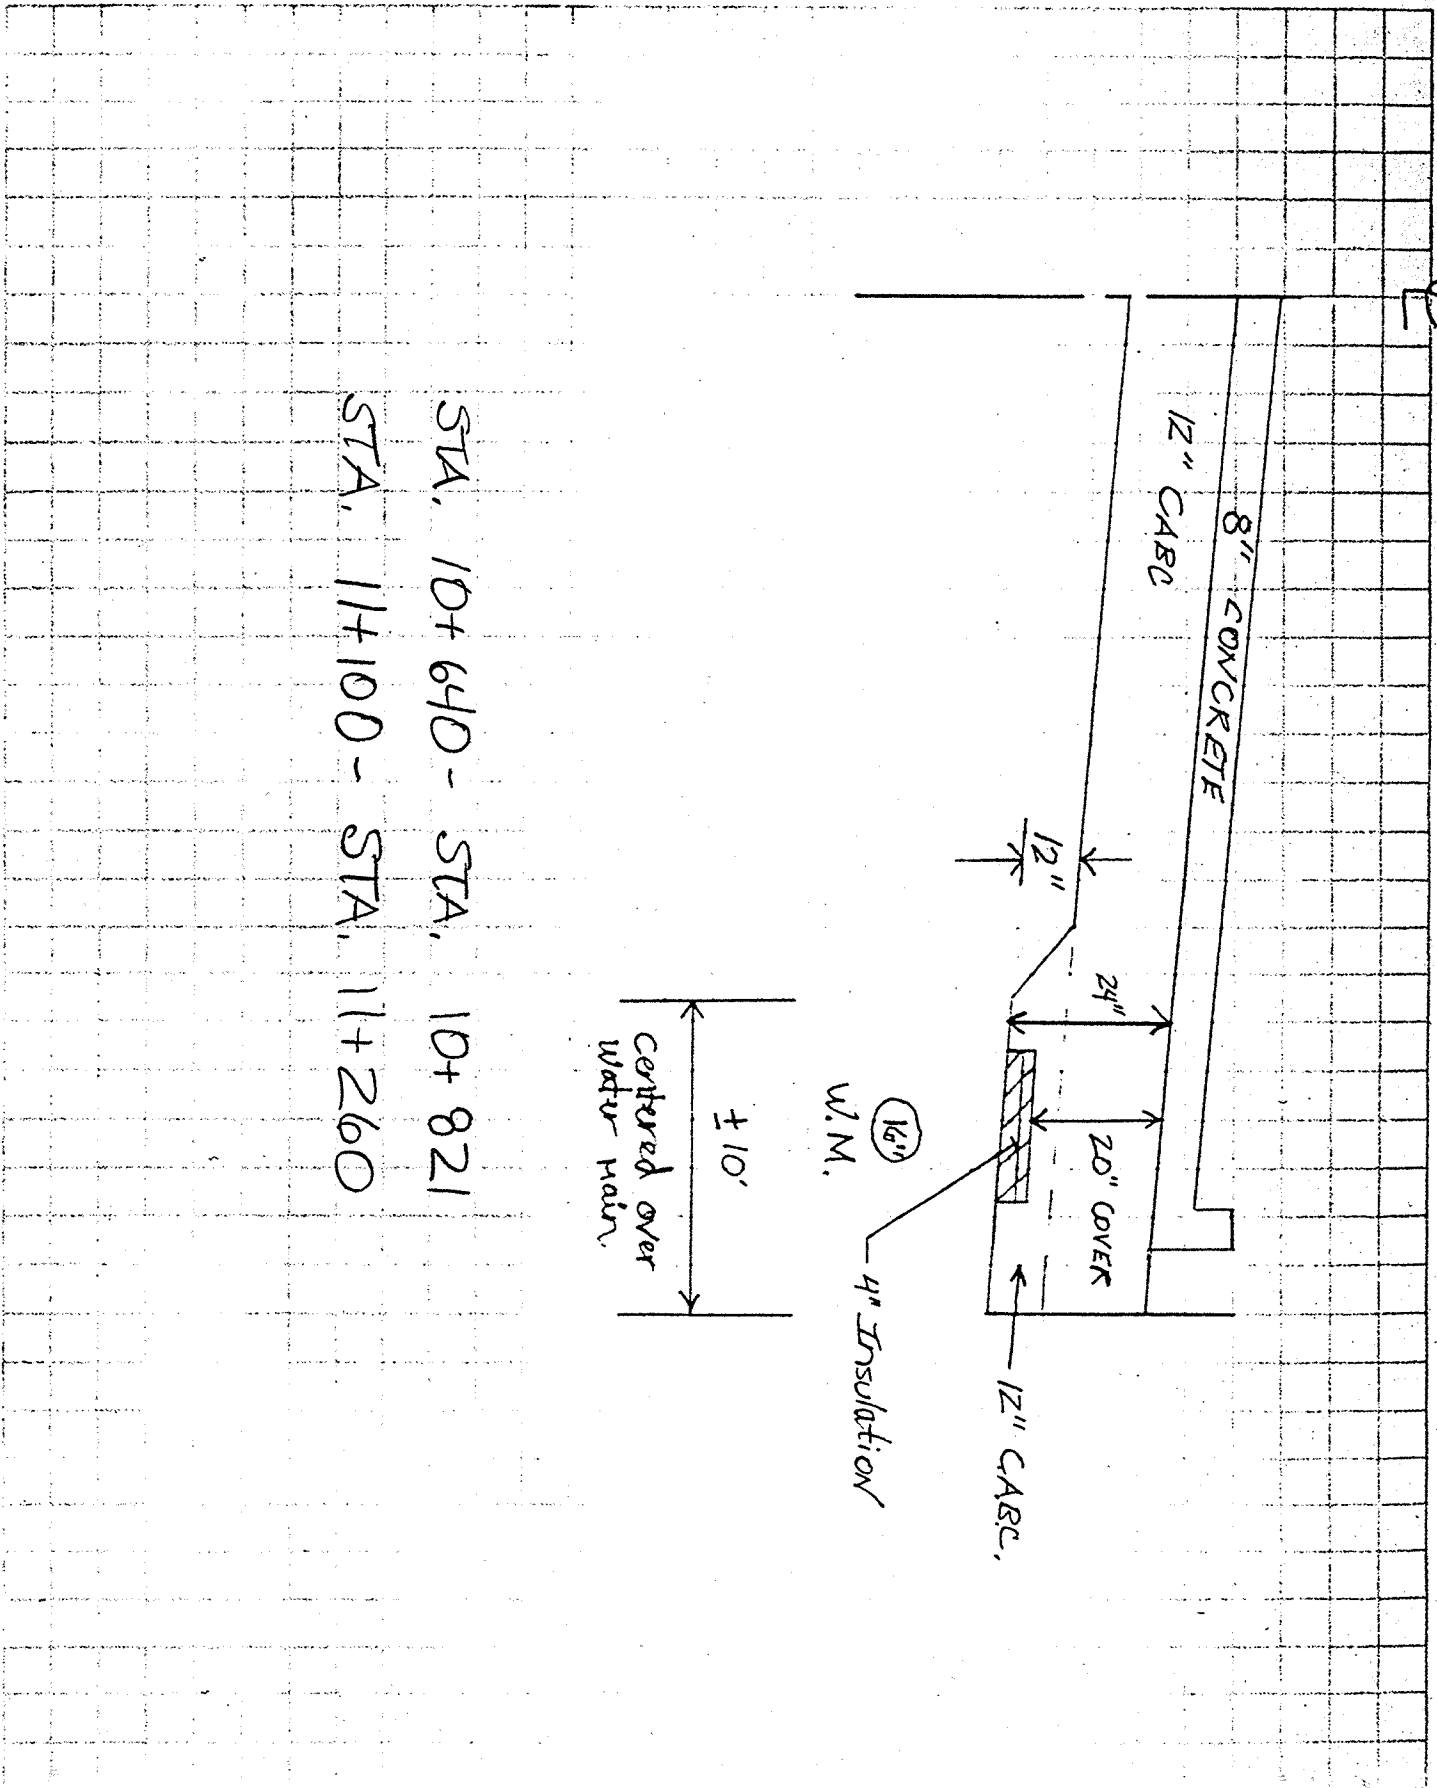 ℄
8" CONCRETE
12" CABC
12"
24"
20" COVER
12" C.A.B.C.
4" Insulation
16"
W.M.
± 10'
Centered over
water main.
STA. 10+640 - STA. 10+821
STA. 11+100 - STA. 11+260